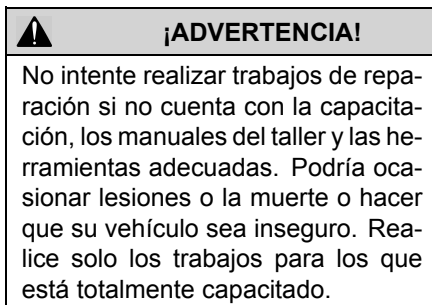 ¡ADVERTENCIA!
No intente realizar trabajos de repa-
ración si no cuenta con la capacita-
ción, los manuales del taller y las he-
rramientas adecuadas. Podría oca-
sionar lesiones o la muerte o hacer
que su vehículo sea inseguro. Rea-
lice solo los trabajos para los que
está totalmente capacitado.